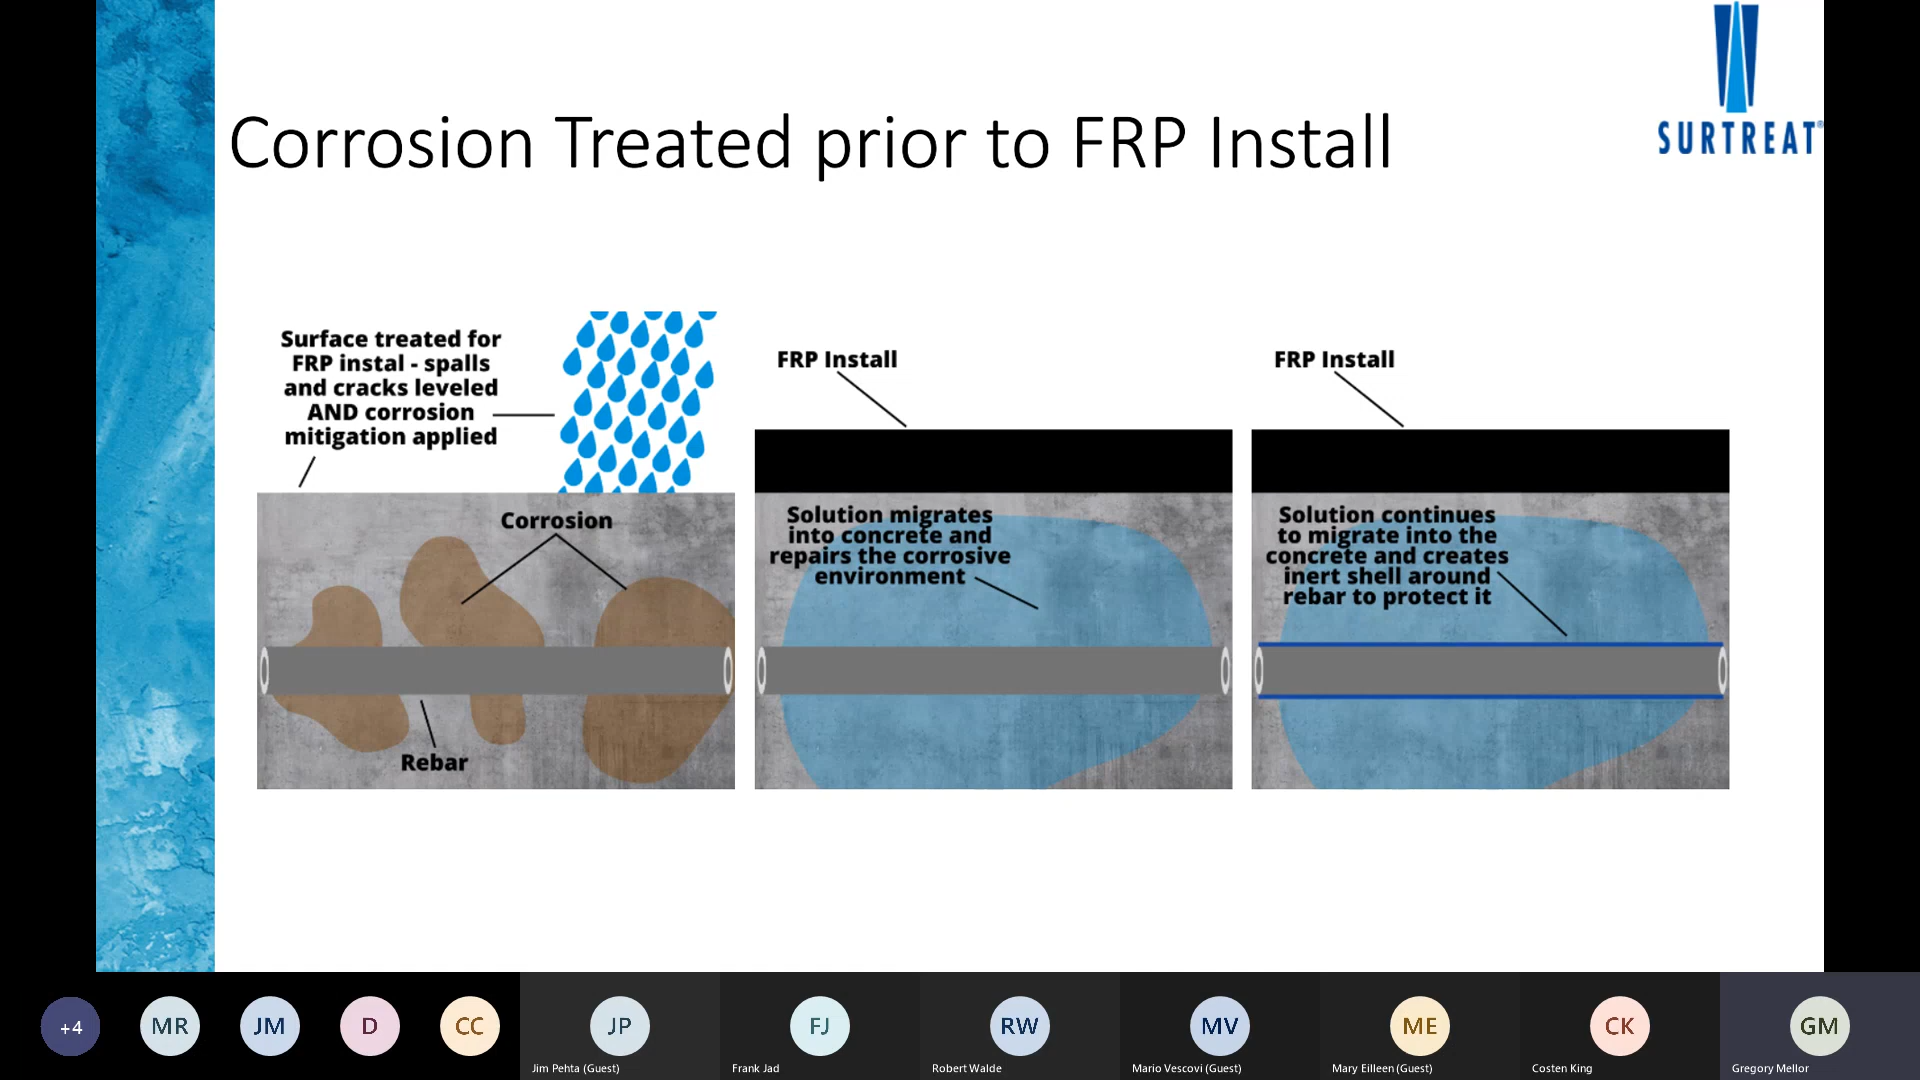 SURTREAT®
Corrosion Treated prior to FRP Install
Surface treated for
FRP instal - spalls
and cracks leveled
AND corrosion
mitigation applied
Corrosion
Rebar
FRP Install
Solution migrates
into concrete and
repairs the corrosive
environment
FRP Install
Solution continues
to migrate into the
concrete and creates
inert shell around
rebar to protect it
+4
MR
JM
D
CC
JP
Jim Pehta (Guest)
FJ
Frank Jad
RW
Robert Walde
MV
Mario Vescovi (Guest)
ME
Mary Eilleen (Guest)
CK
Costen King
GM
Gregory Mellor